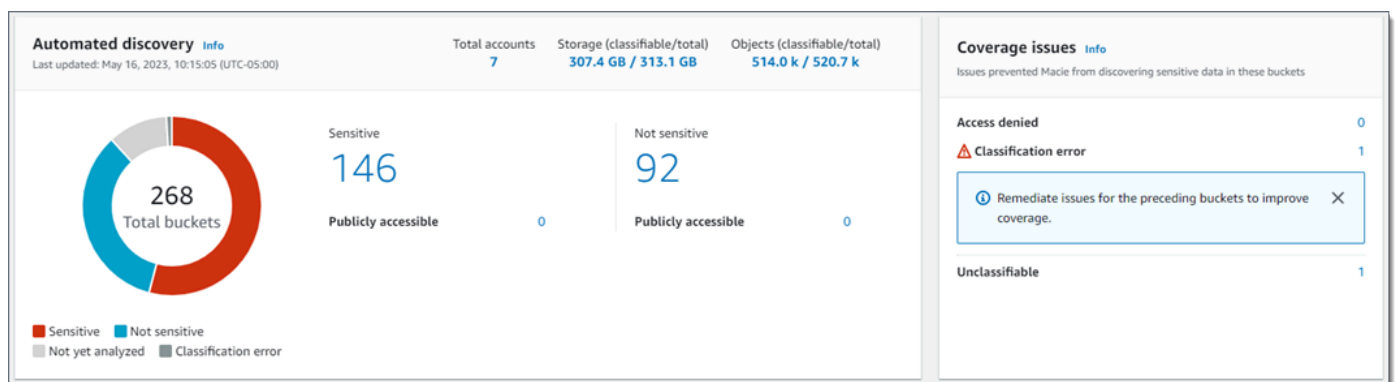 Automated discovery Info
Last updated: May 16, 2023, 10:15:05 (UTC-05:00)
Total accounts
7
Storage (classifiable/total)
307.4 GB / 313.1 GB
Objects (classifiable/total)
514.0 k / 520.7 k
268
Total buckets
Sensitive
146
Publicly accessible 0
Not sensitive
92
Publicly accessible 0
Sensitive Not sensitive
Not yet analyzed Classification error
Coverage issues Info
Issues prevented Macie from discovering sensitive data in these buckets
Access denied 0
Classification error 1
Remediate issues for the preceding buckets to improve
coverage.
Unclassifiable 1